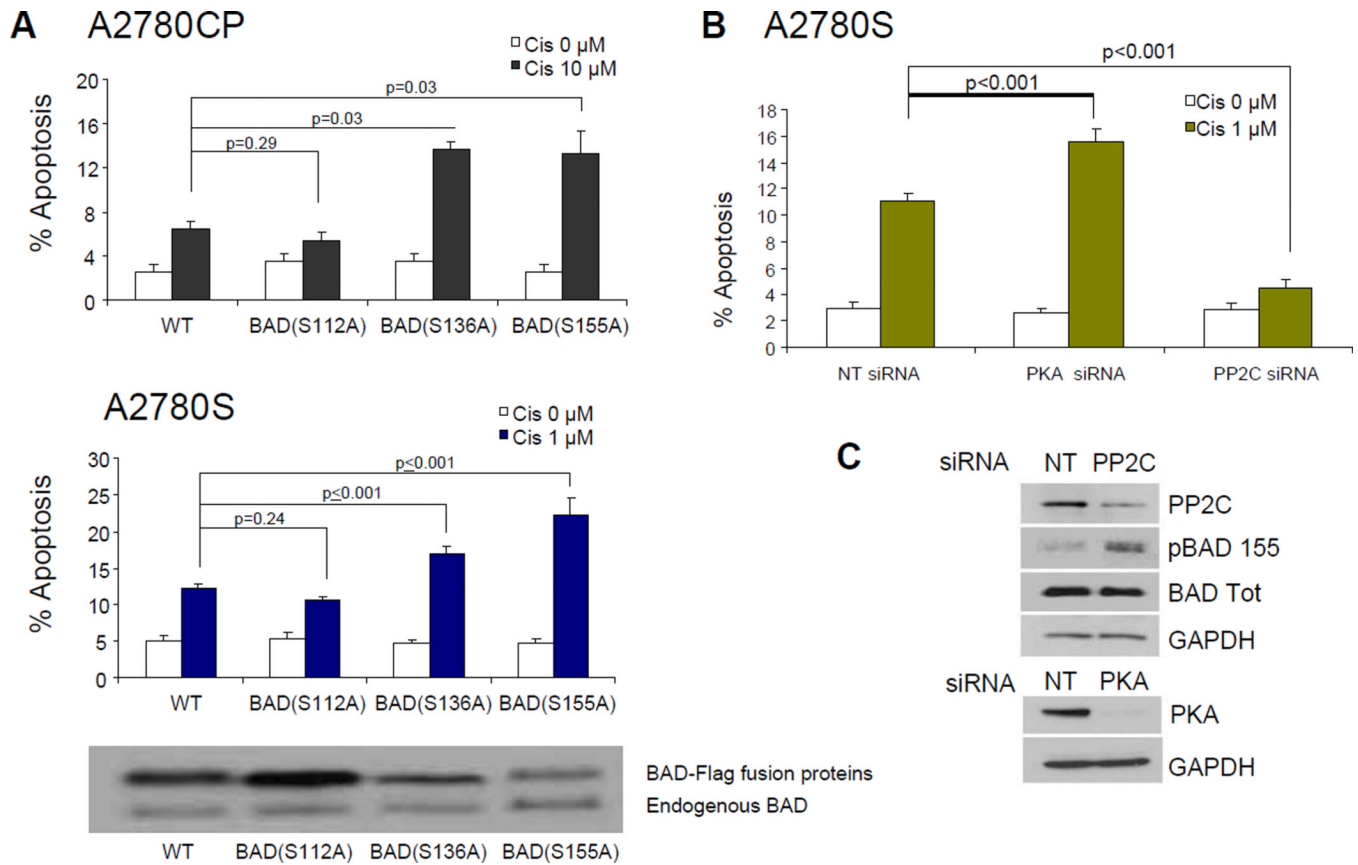 A A2780CP
Cis 0 µM
Cis 10 µM
20
16
12
8
4
0
% Apoptosis
p=0.03
p=0.03
p=0.29
WT BAD(S112A) BAD(S136A) BAD(S155A)
A2780S
Cis 0 µM
Cis 1 µM
30
25
20
15
10
5
0
% Apoptosis
p≤0.001
p≤0.001
p=0.24
WT BAD(S112A) BAD(S136A) BAD(S155A)
BAD-Flag fusion proteins
Endogenous BAD
WT BAD(S112A) BAD(S136A) BAD(S155A)
B A2780S
p<0.001
p<0.001
Cis 0 µM
Cis 1 µM
18
16
14
12
10
8
6
4
2
0
% Apoptosis
NT siRNA PKA siRNA PP2C siRNA
C
siRNA NT PP2C
PP2C
pBAD 155
BAD Tot
GAPDH
siRNA NT PKA
PKA
GAPDH